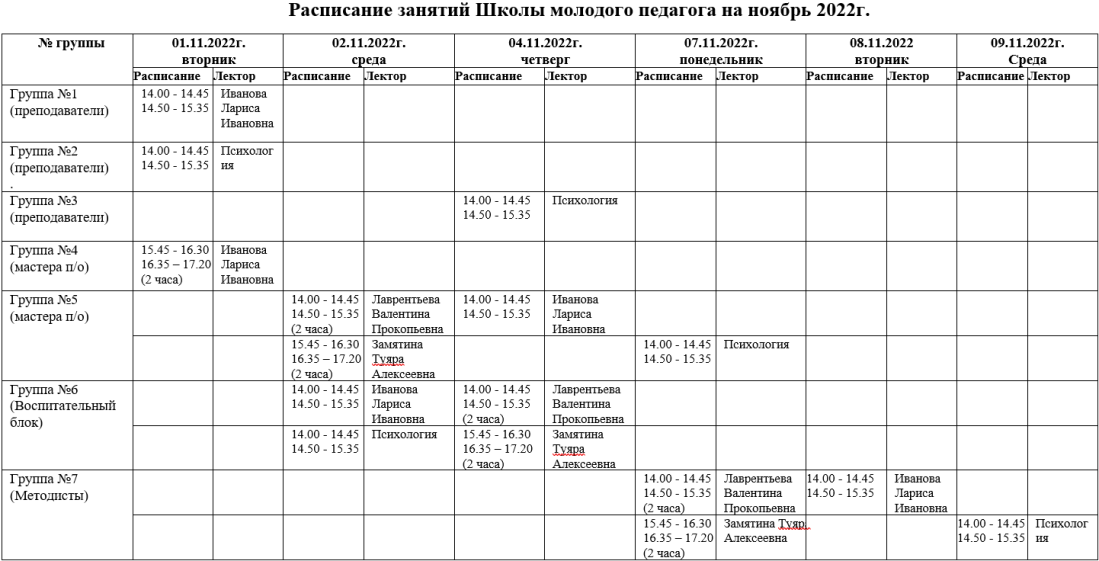 Расписание занятий Школы молодого педагога на ноябрь 2022г.
№ группы
01.11.2022г.
вторник
02.11.2022г.
среда
04.11.2022г.
четверг
07.11.2022г.
понедельник
08.11.2022
вторник
09.11.2022г.
Среда
Расписание Лектор Расписание Лектор Расписание Лектор Расписание Лектор Расписание Лектор Расписание Лектор
Группа №1
(преподаватели)
14.00 - 14.45
14.50 - 15.35
Иванова
Лариса
Ивановна
Группа №2
(преподаватели)
.
14.00 - 14.45
14.50 - 15.35
Психолог
ия
Группа №3
(преподаватели)
14.00 - 14.45
14.50 - 15.35
Психология
Группа №4
(мастера п/о)
15.45 - 16.30
16.35 – 17.20
(2 часа)
Иванова
Лариса
Ивановна
Группа №5
(мастера п/о)
14.00 - 14.45
14.50 - 15.35
(2 часа)
Лаврентьева
Валентина
Прокопьевна
14.00 - 14.45
14.50 - 15.35
Иванова
Лариса
Ивановна
15.45 - 16.30
16.35 – 17.20
(2 часа)
Замятина
Туяра
Алексеевна
14.00 - 14.45
14.50 - 15.35
Психология
Группа №6
(Воспитательный
блок)
14.00 - 14.45
14.50 - 15.35
Иванова
Лариса
Ивановна
14.00 - 14.45
14.50 - 15.35
(2 часа)
Лаврентьева
Валентина
Прокопьевна
14.00 - 14.45
14.50 - 15.35
Психология
15.45 - 16.30
16.35 – 17.20
(2 часа)
Замятина
Туяра
Алексеевна
Группа №7
(Методисты)
14.00 - 14.45
14.50 - 15.35
(2 часа)
Лаврентьева
Валентина
Прокопьевна
14.00 - 14.45
14.50 - 15.35
Иванова
Лариса
Ивановна
15.45 - 16.30
16.35 – 17.20
(2 часа)
Замятина Туяра
Алексеевна
14.00 - 14.45
14.50 - 15.35
Психолог
ия